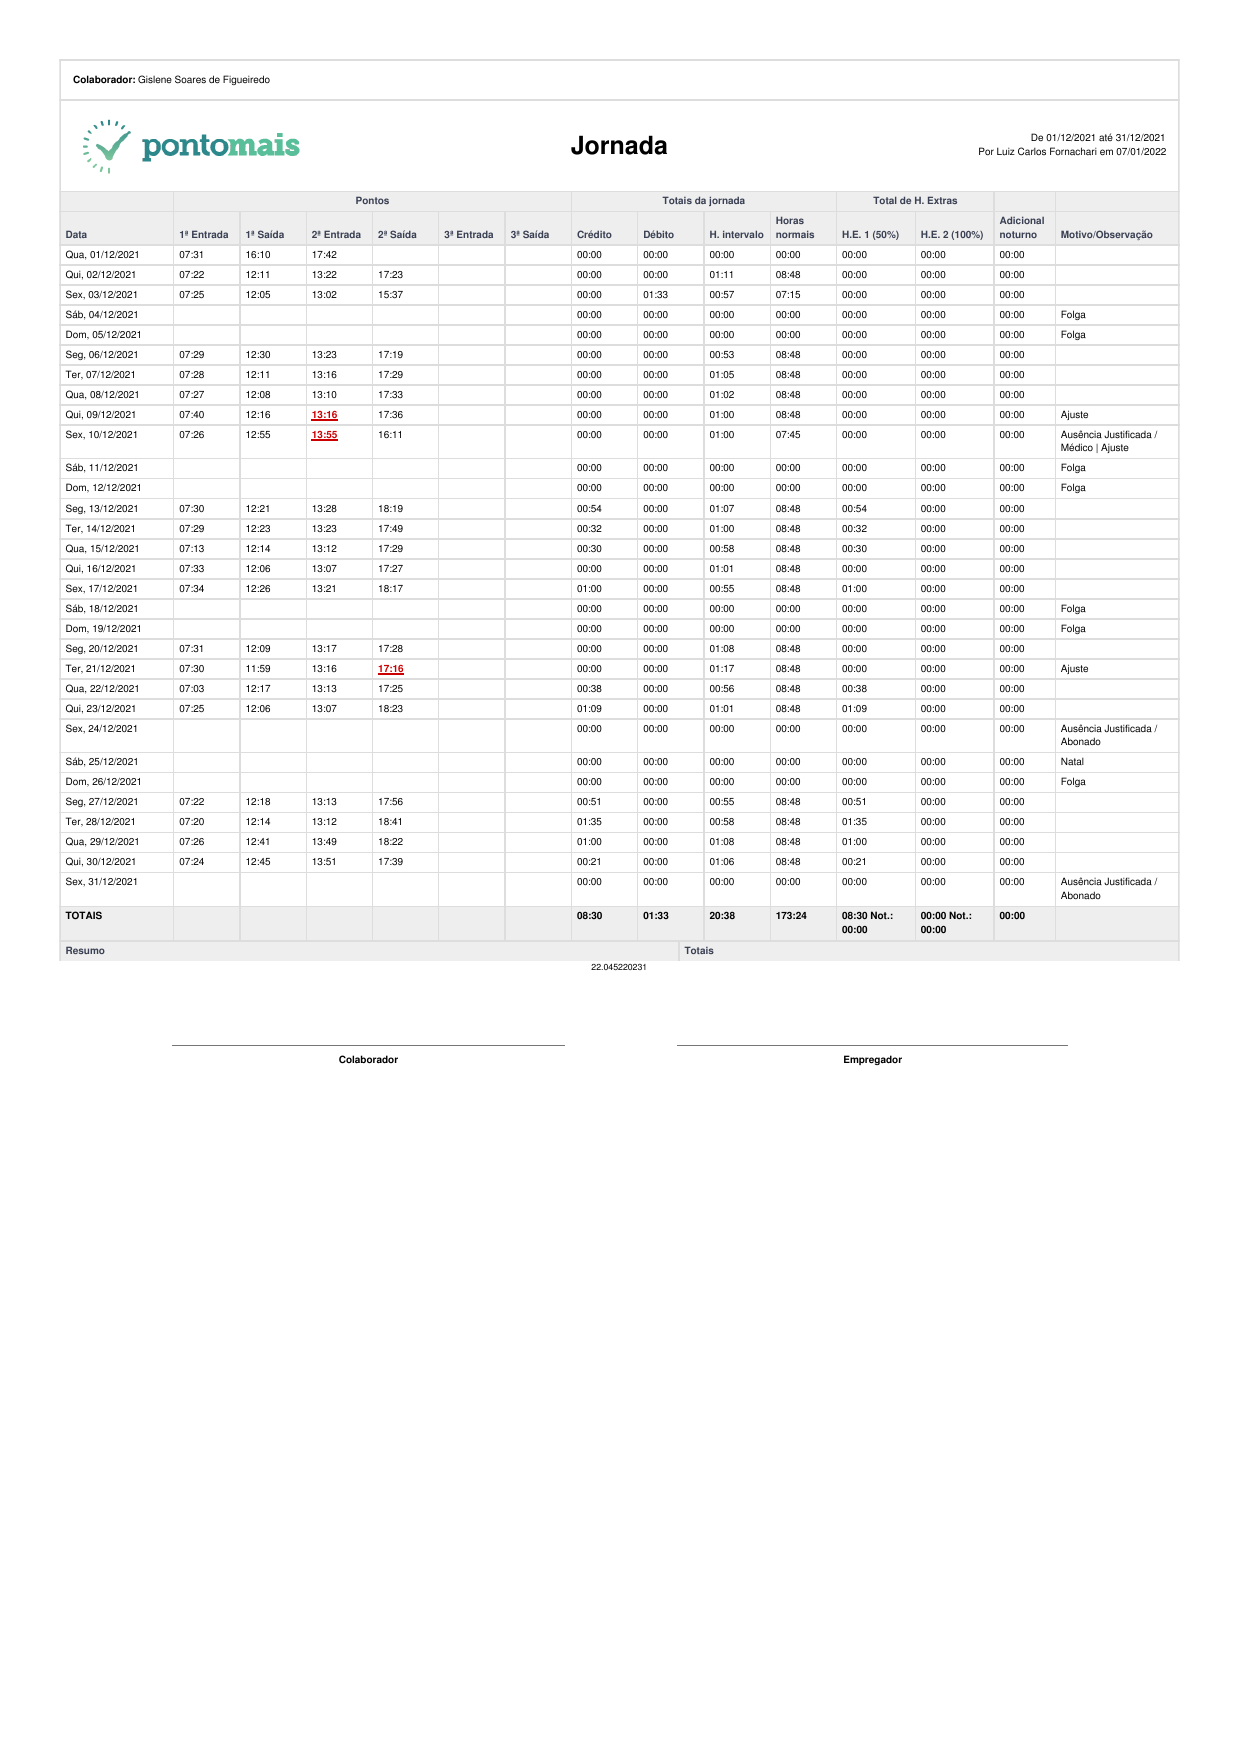 Colaborador: Gislene Soares de Figueiredo
pontomais
Jornada
De 01/12/2021 até 31/12/2021
Por Luiz Carlos Fornachari em 07/01/2022
Pontos Totais da jornada Total de H. Extras
Data 1ª Entrada 1ª Saída 2ª Entrada 2ª Saída 3ª Entrada 3ª Saída Crédito Débito H. intervalo Horas normais H.E. 1 (50%) H.E. 2 (100%) Adicional noturno Motivo/Observação
Qua, 01/12/2021 07:31 16:10 17:42 00:00 00:00 00:00 00:00 00:00 00:00 00:00
Qui, 02/12/2021 07:22 12:11 13:22 17:23 00:00 00:00 01:11 08:48 00:00 00:00 00:00
Sex, 03/12/2021 07:25 12:05 13:02 15:37 00:00 01:33 00:57 07:15 00:00 00:00 00:00
Sáb, 04/12/2021 00:00 00:00 00:00 00:00 00:00 00:00 00:00 Folga
Dom, 05/12/2021 00:00 00:00 00:00 00:00 00:00 00:00 00:00 Folga
Seg, 06/12/2021 07:29 12:30 13:23 17:19 00:00 00:00 00:53 08:48 00:00 00:00 00:00
Ter, 07/12/2021 07:28 12:11 13:16 17:29 00:00 00:00 01:05 08:48 00:00 00:00 00:00
Qua, 08/12/2021 07:27 12:08 13:10 17:33 00:00 00:00 01:02 08:48 00:00 00:00 00:00
Qui, 09/12/2021 07:40 12:16 13:16 17:36 00:00 00:00 01:00 08:48 00:00 00:00 00:00 Ajuste
Sex, 10/12/2021 07:26 12:55 13:55 16:11 00:00 00:00 01:00 07:45 00:00 00:00 00:00 Ausência Justificada /
Médico | Ajuste
Sáb, 11/12/2021 00:00 00:00 00:00 00:00 00:00 00:00 00:00 Folga
Dom, 12/12/2021 00:00 00:00 00:00 00:00 00:00 00:00 00:00 Folga
Seg, 13/12/2021 07:30 12:21 13:28 18:19 00:54 00:00 01:07 08:48 00:54 00:00 00:00
Ter, 14/12/2021 07:29 12:23 13:23 17:49 00:32 00:00 01:00 08:48 00:32 00:00 00:00
Qua, 15/12/2021 07:13 12:14 13:12 17:29 00:30 00:00 00:58 08:48 00:30 00:00 00:00
Qui, 16/12/2021 07:33 12:06 13:07 17:27 00:00 00:00 01:01 08:48 00:00 00:00 00:00
Sex, 17/12/2021 07:34 12:26 13:21 18:17 01:00 00:00 00:55 08:48 01:00 00:00 00:00
Sáb, 18/12/2021 00:00 00:00 00:00 00:00 00:00 00:00 00:00 Folga
Dom, 19/12/2021 00:00 00:00 00:00 00:00 00:00 00:00 00:00 Folga
Seg, 20/12/2021 07:31 12:09 13:17 17:28 00:00 00:00 01:08 08:48 00:00 00:00 00:00
Ter, 21/12/2021 07:30 11:59 13:16 17:16 00:00 00:00 01:17 08:48 00:00 00:00 00:00 Ajuste
Qua, 22/12/2021 07:03 12:17 13:13 17:25 00:38 00:00 00:56 08:48 00:38 00:00 00:00
Qui, 23/12/2021 07:25 12:06 13:07 18:23 01:09 00:00 01:01 08:48 01:09 00:00 00:00
Sex, 24/12/2021 00:00 00:00 00:00 00:00 00:00 00:00 00:00 Ausência Justificada /
Abonado
Sáb, 25/12/2021 00:00 00:00 00:00 00:00 00:00 00:00 00:00 Natal
Dom, 26/12/2021 00:00 00:00 00:00 00:00 00:00 00:00 00:00 Folga
Seg, 27/12/2021 07:22 12:18 13:13 17:56 00:51 00:00 00:55 08:48 00:51 00:00 00:00
Ter, 28/12/2021 07:20 12:14 13:12 18:41 01:35 00:00 00:58 08:48 01:35 00:00 00:00
Qua, 29/12/2021 07:26 12:41 13:49 18:22 01:00 00:00 01:08 08:48 01:00 00:00 00:00
Qui, 30/12/2021 07:24 12:45 13:51 17:39 00:21 00:00 01:06 08:48 00:21 00:00 00:00
Sex, 31/12/2021 00:00 00:00 00:00 00:00 00:00 00:00 00:00 Ausência Justificada /
Abonado
TOTAIS 08:30 01:33 20:38 173:24 08:30 Not.: 00:00 Not.: 00:00
00:00 00:00
Resumo Totais
22.045220231
Colaborador Empregador